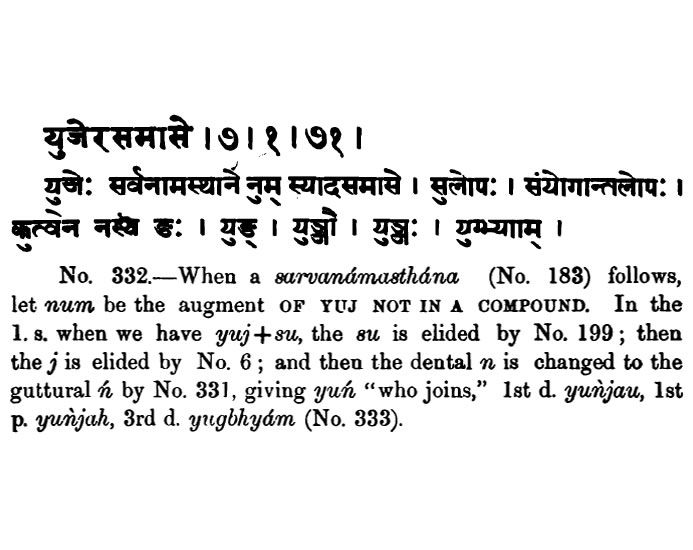 युजेरसमासे । ७ । १ । ७१ ।
युजेः सर्वनामस्थाने नुम् स्यादसमासे । सुलोपः । संयोगान्तलोपः ।
कुत्वेन नस्य ङः । युङ् । युञ्जौ । युञ्जः । युग्भ्याम् ।
No. 332.—When a sarvanámasthána (No. 183) follows,
let num be the augment OF YUJ NOT IN A COMPOUND. In the
1. s. when we have yuj+su, the su is elided by No. 199; then
the j is elided by No. 6; and then the dental n is changed to the
guttural ń by No. 331, giving yuń “who joins,” 1st d. yuǹjau, 1st
p. yuǹjah, 3rd d. yugbhyám (No. 333).